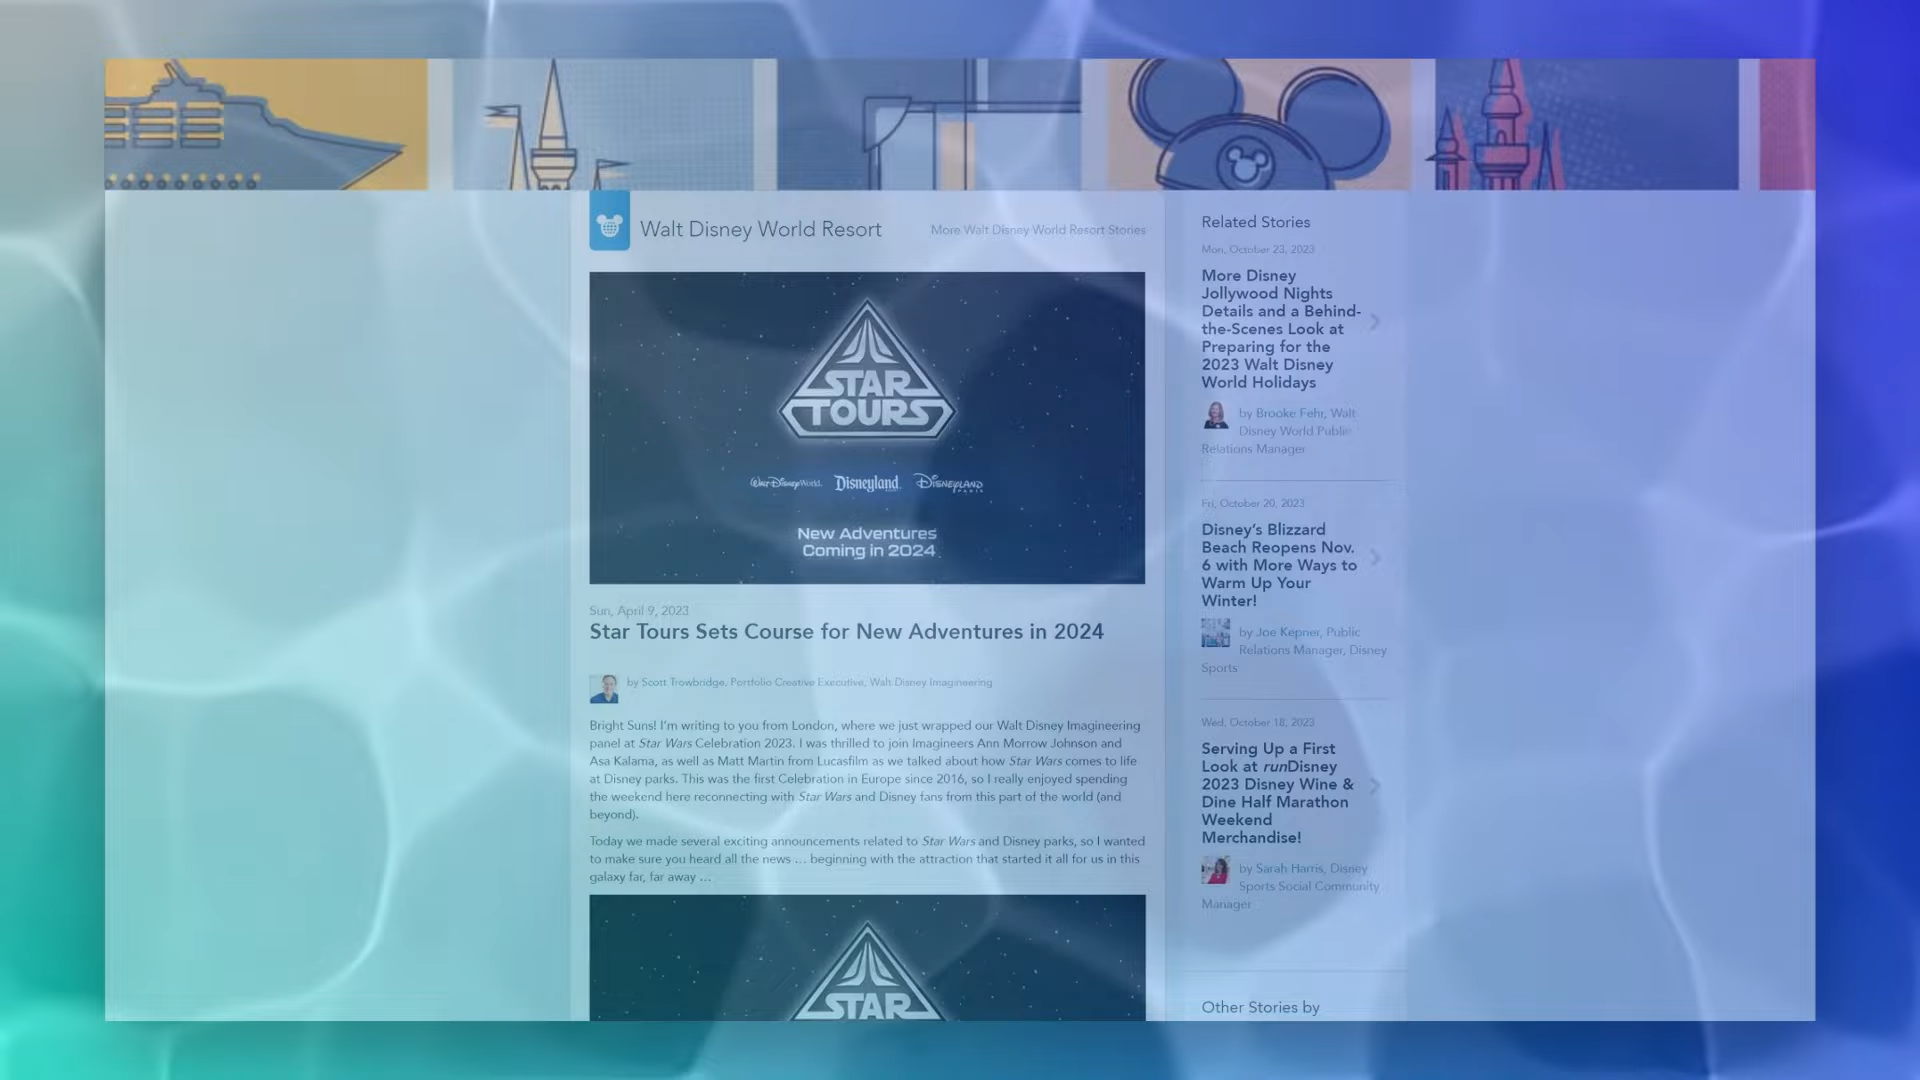 Walt Disney World Resort
More Walt Disney World Resort Stories
STAR
TOURS
Walt Disney World. Disneyland. Disneyland
PARIS
New Adventures
Coming in 2024
Sun, April 9, 2023
Star Tours Sets Course for New Adventures in 2024
by Scott Trowbridge, Portfolio Creative Executive, Walt Disney Imagineering
Bright Suns! I'm writing to you from London, where we just wrapped our Walt Disney Imagineering
panel at Star Wars Celebration 2023. I was thrilled to join Imagineers Ann Morrow Johnson and
Asa Kalama, as well as Matt Martin from Lucasfilm as we talked about how Star Wars comes to life
at Disney parks. This was the first Celebration in Europe since 2016, so I really enjoyed spending
the weekend here reconnecting with Star Wars and Disney fans from this part of the world (and
beyond).
Today we made several exciting announcements related to Star Wars and Disney parks, so I wanted
to make sure you heard all the news … beginning with the attraction that started it all for us in this
galaxy far, far away …
STAR
Related Stories
Mon, October 23, 2023
More Disney
Jollywood Nights
Details and a Behind-
the-Scenes Look at
Preparing for the
2023 Walt Disney
World Holidays
by Brooke Fehr, Walt
Disney World Public
Relations Manager
Fri, October 20, 2023
Disney's Blizzard
Beach Reopens Nov.
6 with More Ways to
Warm Up Your
Winter!
by Joe Kepner, Public
Relations Manager, Disney
Sports
Wed, October 18, 2023
Serving Up a First
Look at runDisney
2023 Disney Wine &
Dine Half Marathon
Weekend
Merchandise!
by Sarah Harris, Disney
Sports Social Community
Manager
Other Stories by